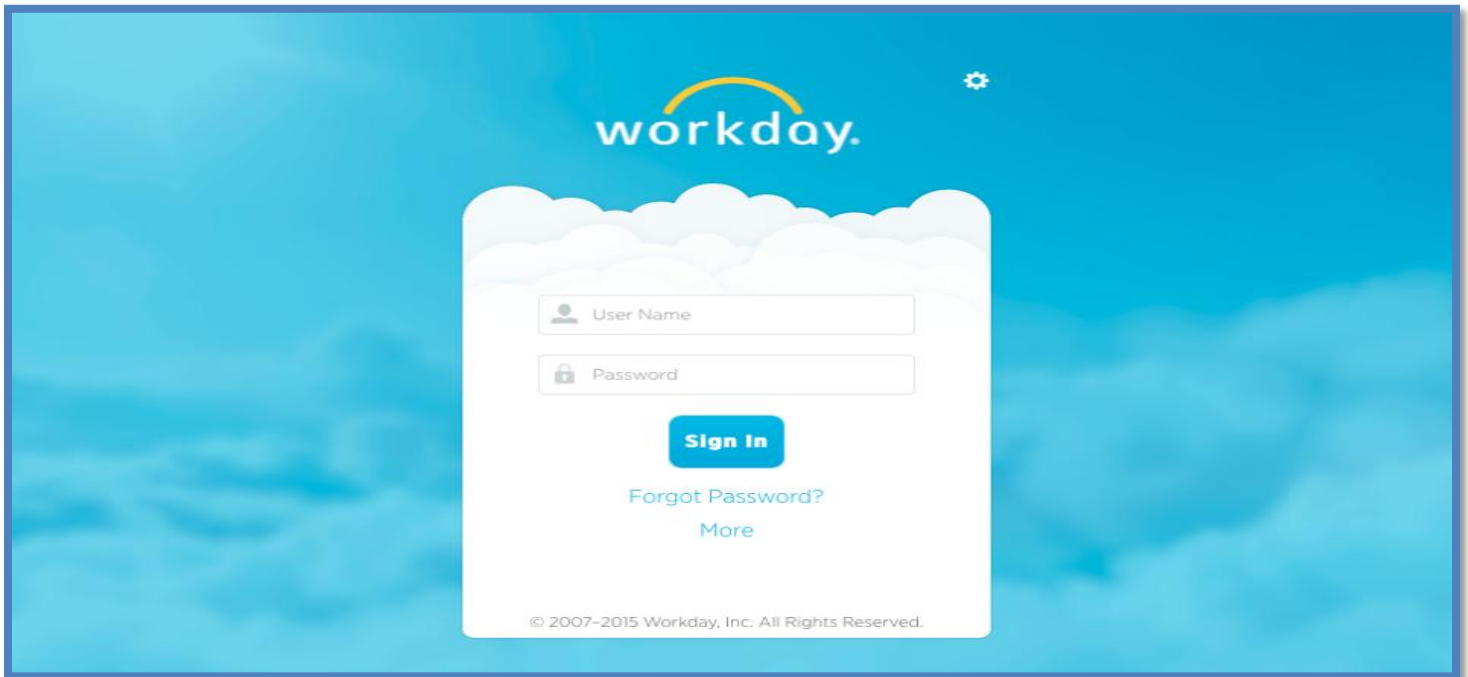 workday.
User Name
Password
Sign In
Forgot Password?
More
© 2007-2015 Workday, Inc. All Rights Reserved.